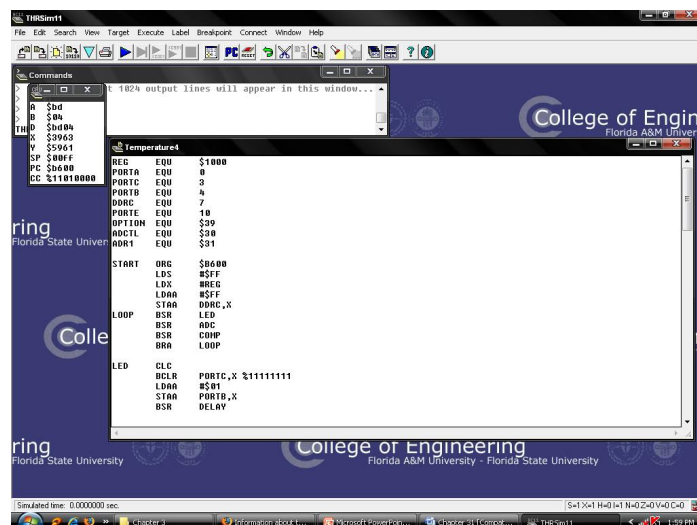 THRSim11
File Edit Search View Target Execute Label Breakpoint Connect Window Help
Commands
t 1024 output lines will appear in this window...
A $bd
B $04
D $bd04
X $3963
Y $5961
SP $00FF
PC $b600
CC %11010000
College of Engin
Florida A&M Univer
Temperature4
REG EQU $1000
PORTA EQU 0
PORTC EQU 3
PORTB EQU 4
DDRC EQU 7
PORTE EQU 10
OPTION EQU $39
ADCTL EQU $30
ADR1 EQU $31
START ORG $B600
LDS #$FF
LDX #REG
LDAA #$FF
STAA DDRC,X
LOOP BSR LED
BSR ADC
BSR COMP
BRA LOOP
LED CLC
BCLR PORTC,X %11111111
LDAA #$01
STAA PORTB,X
BSR DELAY
ring
Florida State Univer
Colle
ring
Florida State University
College of Engineering
Florida A&M University - Florida State University
Simulated time: 0.0000000 sec.
S=1 X=1 H=0 I=1 N=0 Z=0 V=0 C=0
Chapter 3
Information about t...
Microsoft PowerPoin...
Chapter 31 [Compat...
THRSim11
1:59 PM